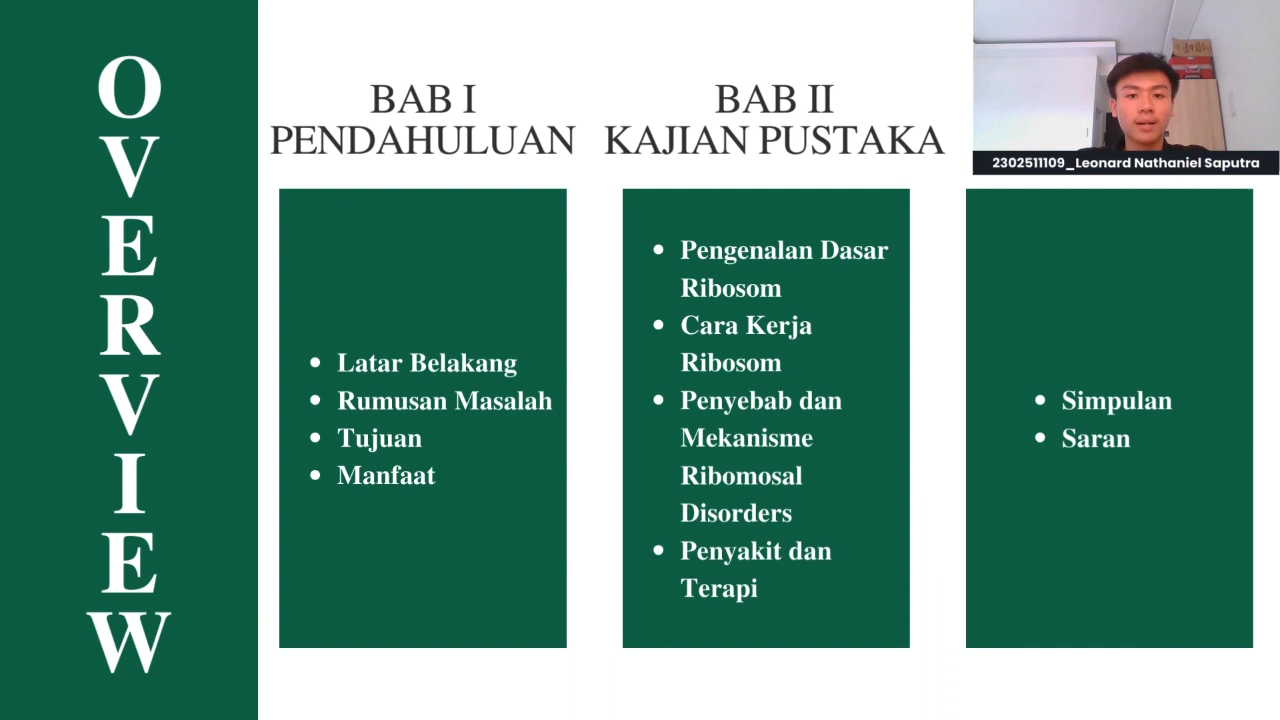 OVERVIEW
BAB I
PENDAHULUAN
BAB II
KAJIAN PUSTAKA
2302511109_Leonard Nathaniel Saputra
Latar Belakang
Rumusan Masalah
Tujuan
Manfaat
Pengenalan Dasar
Ribosom
Cara Kerja
Ribosom
Penyebab dan
Mekanisme
Ribomosal
Disorders
Penyakit dan
Terapi
Simpulan
Saran